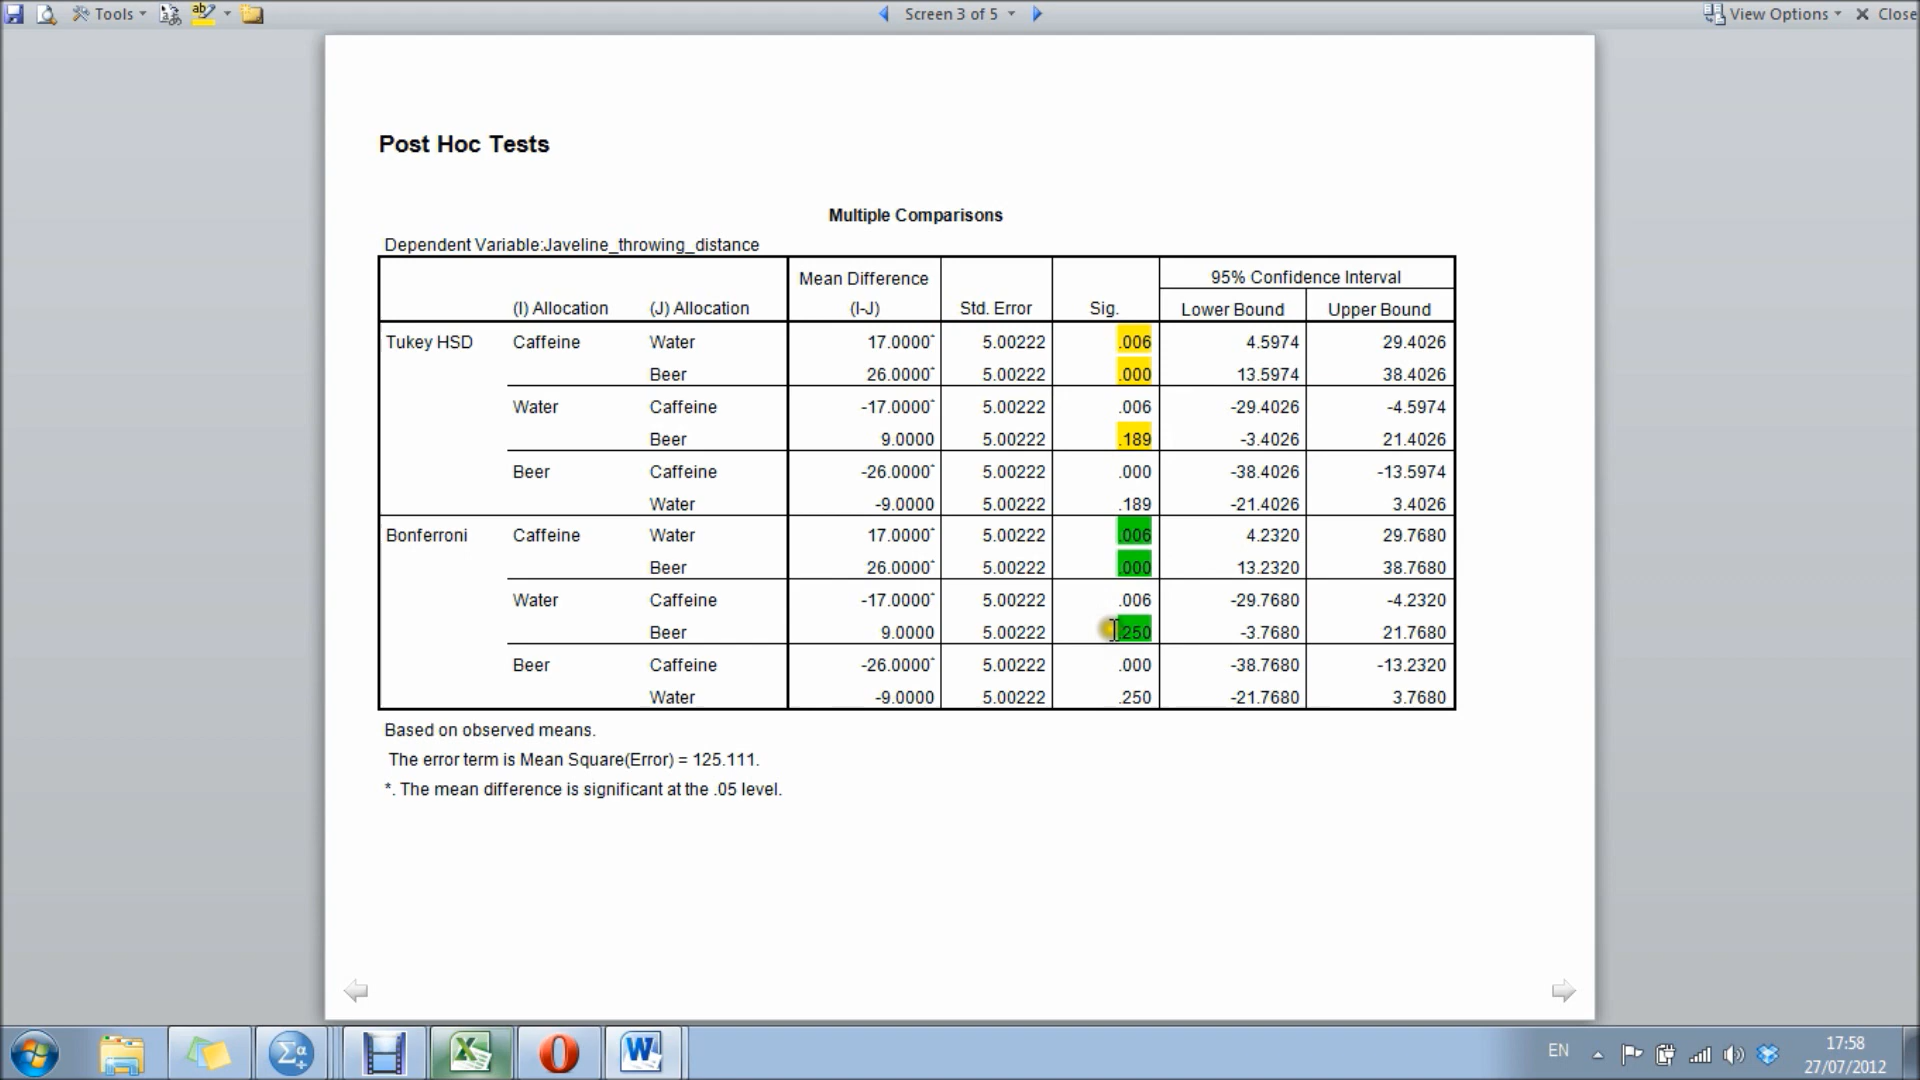 Tools
Screen 3 of 5
View Options
Close
Post Hoc Tests
Multiple Comparisons
Dependent Variable:Javeline_throwing_distance
(I) Allocation (J) Allocation Mean Difference (I-J) Std. Error Sig. 95% Confidence Interval
Lower Bound Upper Bound
Tukey HSD Caffeine Water 17.0000* 5.00222 .006 4.5974 29.4026
Beer 26.0000* 5.00222 .000 13.5974 38.4026
Water Caffeine -17.0000* 5.00222 .006 -29.4026 -4.5974
Beer 9.0000 5.00222 .189 -3.4026 21.4026
Beer Caffeine -26.0000* 5.00222 .000 -38.4026 -13.5974
Water -9.0000 5.00222 .189 -21.4026 3.4026
Bonferroni Caffeine Water 17.0000* 5.00222 .006 4.2320 29.7680
Beer 26.0000* 5.00222 .000 13.2320 38.7680
Water Caffeine -17.0000* 5.00222 .006 -29.7680 -4.2320
Beer 9.0000 5.00222 .250 -3.7680 21.7680
Beer Caffeine -26.0000* 5.00222 .000 -38.7680 -13.2320
Water -9.0000 5.00222 .250 -21.7680 3.7680
Based on observed means.
The error term is Mean Square(Error) = 125.111.
*. The mean difference is significant at the .05 level.
EN
17:58
27/07/2012